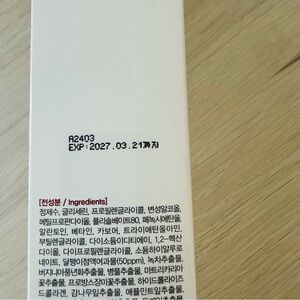 A2403
EXP:2027.03.21까지
[전성분 / Ingredients]
정제수, 글리세린, 프로필렌글라이콜, 변성알코올,
메틸프로판다이올, 폴리솔베이트80, 페녹시에탄올,
알란토인, 베타인, 카보머, 트라이에탄올아민,
부틸렌글라이콜, 다이소듐이디티에이, 1,2-헥산
다이올, 다이프로필렌글라이콜, 소듐하이알루로
네이트, 달팽이점액여과물(50ppm), 녹차추출물,
버지니아풍년화추출물, 병풀추출물, 마트리카리아
꽃추출물, 프로방스장미꽃추출물, 하이드롤라이즈
드콜라겐, 감나무잎추출물, 애플민트잎추출물,